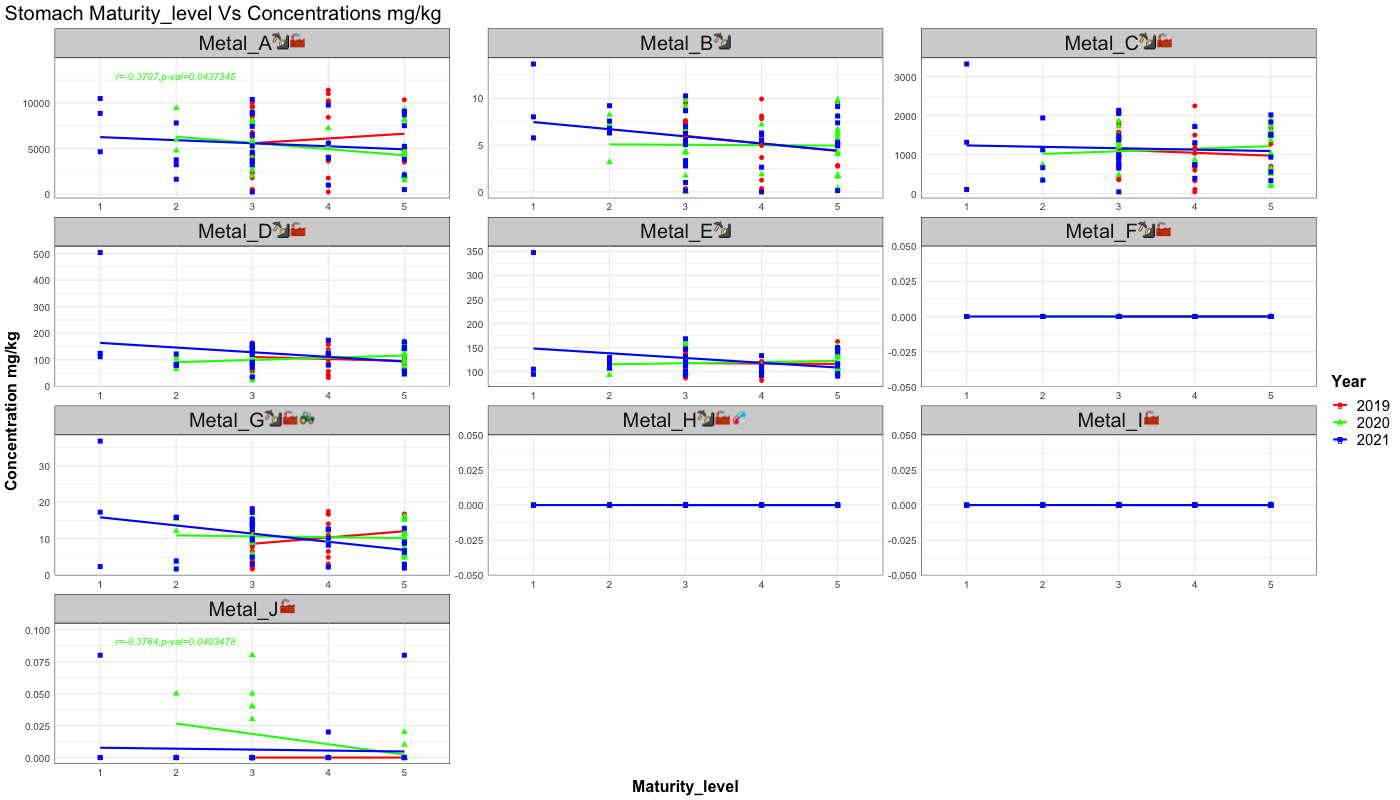 Stomach Maturity_level Vs Concentrations mg/kg
Metal_A
Metal_B
Metal_C
r=-0.3707,p-val=0.0437345
10000
5000
0
1 2 3 4 5
10
5
0
1 2 3 4 5
3000
2000
1000
0
1 2 3 4 5
Metal_D
Metal_E
Metal_F
500
400
300
200
100
0
1 2 3 4 5
350
300
250
200
150
100
1 2 3 4 5
0.050
0.025
0.000
-0.025
-0.050
1 2 3 4 5
Metal_G
Metal_H
Metal_I
30
20
10
0
1 2 3 4 5
0.050
0.025
0.000
-0.025
-0.050
1 2 3 4 5
0.050
0.025
0.000
-0.025
-0.050
1 2 3 4 5
Metal_J
r=-0.3764,p-val=0.0403478
0.100
0.075
0.050
0.025
0.000
1 2 3 4 5
Concentration mg/kg
Maturity_level
Year
2019
2020
2021